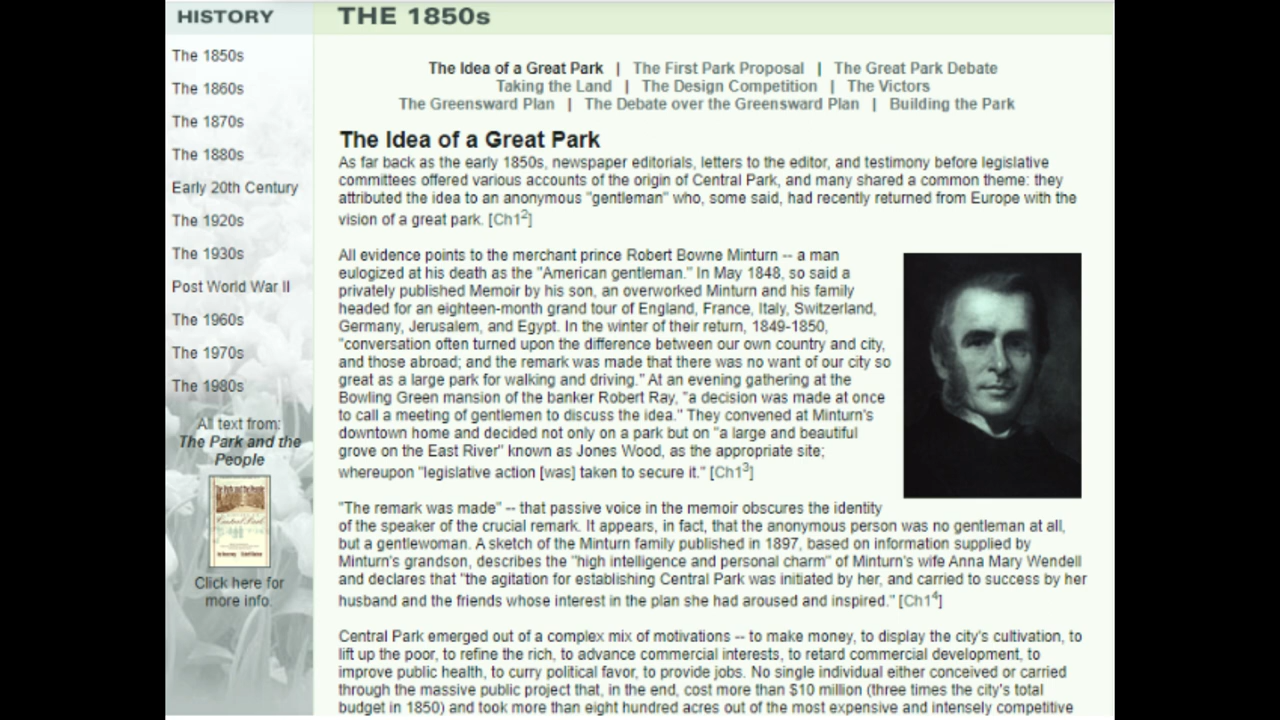 HISTORY
THE 1850s
The 1850s
The 1860s
The 1870s
The 1880s
Early 20th Century
The 1920s
The 1930s
Post World War II
The 1960s
The 1970s
The 1980s
All text from:
The Park and the
People
Click here for
more info.
The Idea of a Great Park | The First Park Proposal | The Great Park Debate
Taking the Land | The Design Competition | The Victors
The Greensward Plan | The Debate over the Greensward Plan | Building the Park
The Idea of a Great Park
As far back as the early 1850s, newspaper editorials, letters to the editor, and testimony before legislative
committees offered various accounts of the origin of Central Park, and many shared a common theme: they
attributed the idea to an anonymous "gentleman" who, some said, had recently returned from Europe with the
vision of a great park. [Ch1²]
All evidence points to the merchant prince Robert Bowne Minturn -- a man
eulogized at his death as the "American gentleman." In May 1848, so said a
privately published Memoir by his son, an overworked Minturn and his family
headed for an eighteen-month grand tour of England, France, Italy, Switzerland,
Germany, Jerusalem, and Egypt. In the winter of their return, 1849-1850,
"conversation often turned upon the difference between our own country and city,
and those abroad; and the remark was made that there was no want of our city so
great as a large park for walking and driving." At an evening gathering at the
Bowling Green mansion of the banker Robert Ray, "a decision was made at once
to call a meeting of gentlemen to discuss the idea." They convened at Minturn's
downtown home and decided not only on a park but on "a large and beautiful
grove on the East River" known as Jones Wood, as the appropriate site;
whereupon "legislative action [was] taken to secure it." [Ch1³]
"The remark was made" -- that passive voice in the memoir obscures the identity
of the speaker of the crucial remark. It appears, in fact, that the anonymous person was no gentleman at all,
but a gentlewoman. A sketch of the Minturn family published in 1897, based on information supplied by
Minturn's grandson, describes the "high intelligence and personal charm" of Minturn's wife Anna Mary Wendell
and declares that "the agitation for establishing Central Park was initiated by her, and carried to success by her
husband and the friends whose interest in the plan she had aroused and inspired." [Ch1⁴]
Central Park emerged out of a complex mix of motivations -- to make money, to display the city's cultivation, to
lift up the poor, to refine the rich, to advance commercial interests, to retard commercial development, to
improve public health, to curry political favor, to provide jobs. No single individual either conceived or carried
through the massive public project that, in the end, cost more than $10 million (three times the city's total
budget in 1850) and took more than eight hundred acres out of the most expensive and intensely competitive